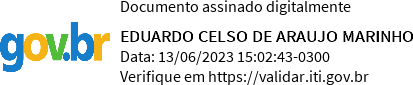 Documento assinado digitalmente
gov.br
EDUARDO CELSO DE ARAUJO MARINHO
Data: 13/06/2023 15:02:43-0300
Verifique em https://validar.iti.gov.br